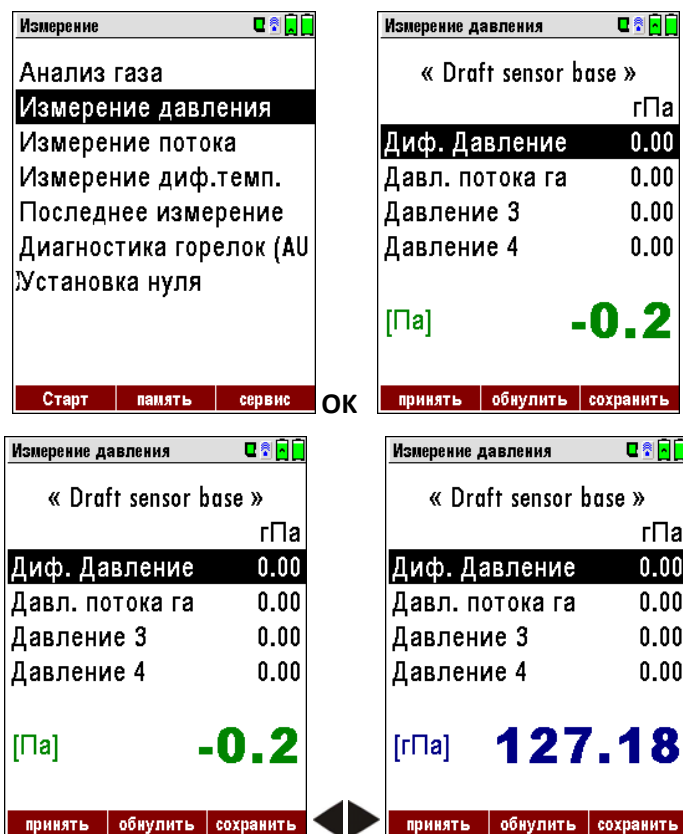 Измерение
Анализ газа
Измерение давления
Измерение потока
Измерение диф.темп.
Последнее измерение
Диагностика горелок (AU
Установка нуля
Старт память сервис
OK
Измерение давления
« Draft sensor base »
гПа
Диф. Давление 0.00
Давл. потока га 0.00
Давление 3 0.00
Давление 4 0.00
[Па] -0.2
принять обнулить сохранить
Измерение давления
« Draft sensor base »
гПа
Диф. Давление 0.00
Давл. потока га 0.00
Давление 3 0.00
Давление 4 0.00
[Па] -0.2
принять обнулить сохранить
Измерение давления
« Draft sensor base »
гПа
Диф. Давление 0.00
Давл. потока га 0.00
Давление 3 0.00
Давление 4 0.00
[гПа] 127.18
принять обнулить сохранить